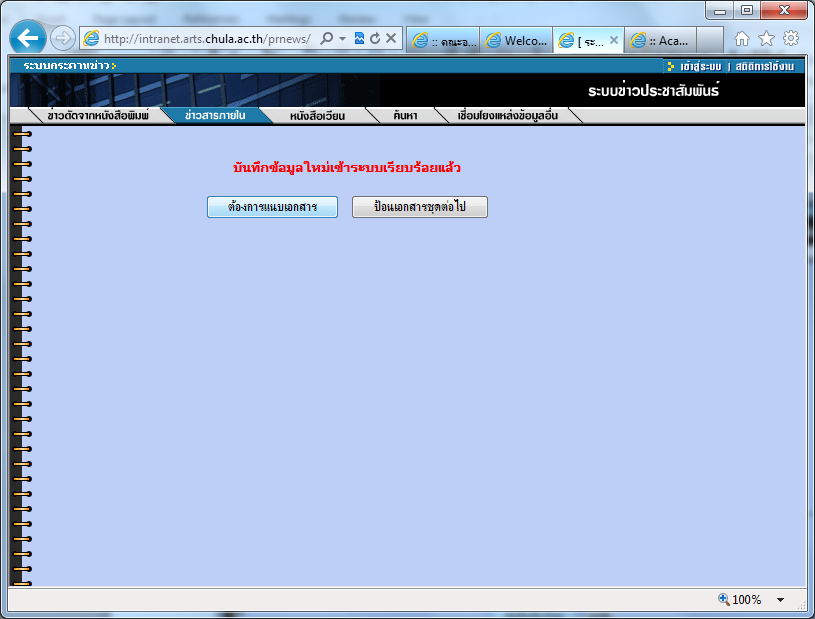 http://intranet.arts.chula.ac.th/prnews/
:: คณะอ... Welco... [ ระ... :: Aca...
ระบบกระดานข่าว > เข้าสู่ระบบ | สถิติการใช้งาน
ระบบข่าวประชาสัมพันธ์
ข่าวตัดจากหนังสือพิมพ์ ข่าวสารภายใน หนังสือเวียน ค้นหา เชื่อมโยงแหล่งข้อมูลอื่น
บันทึกข้อมูลใหม่เข้าระบบเรียบร้อยแล้ว
ต้องการแนบเอกสาร ป้อนเอกสารชุดต่อไป
100%